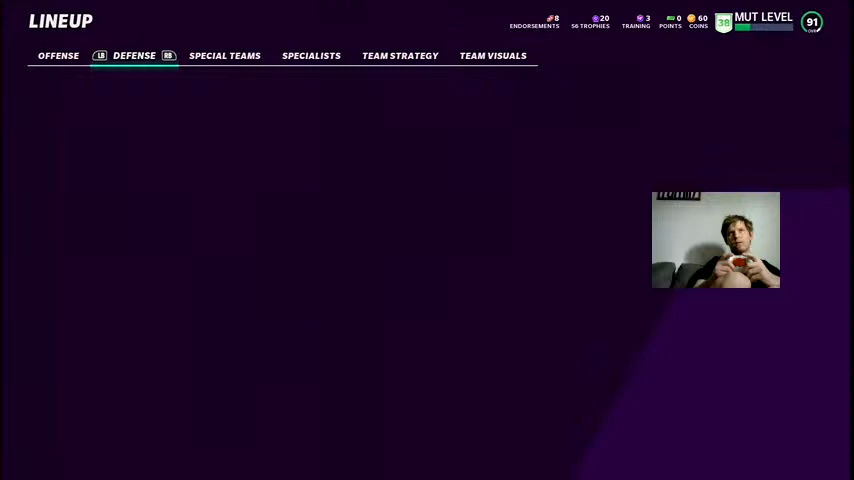 LINEUP
8 ENDORSEMENTS
20 56 TROPHIES
3 TRAINING
0 POINTS
60 COINS
38 MUT LEVEL
91 OVR
OFFENSE LB DEFENSE RB SPECIAL TEAMS SPECIALISTS TEAM STRATEGY TEAM VISUALS